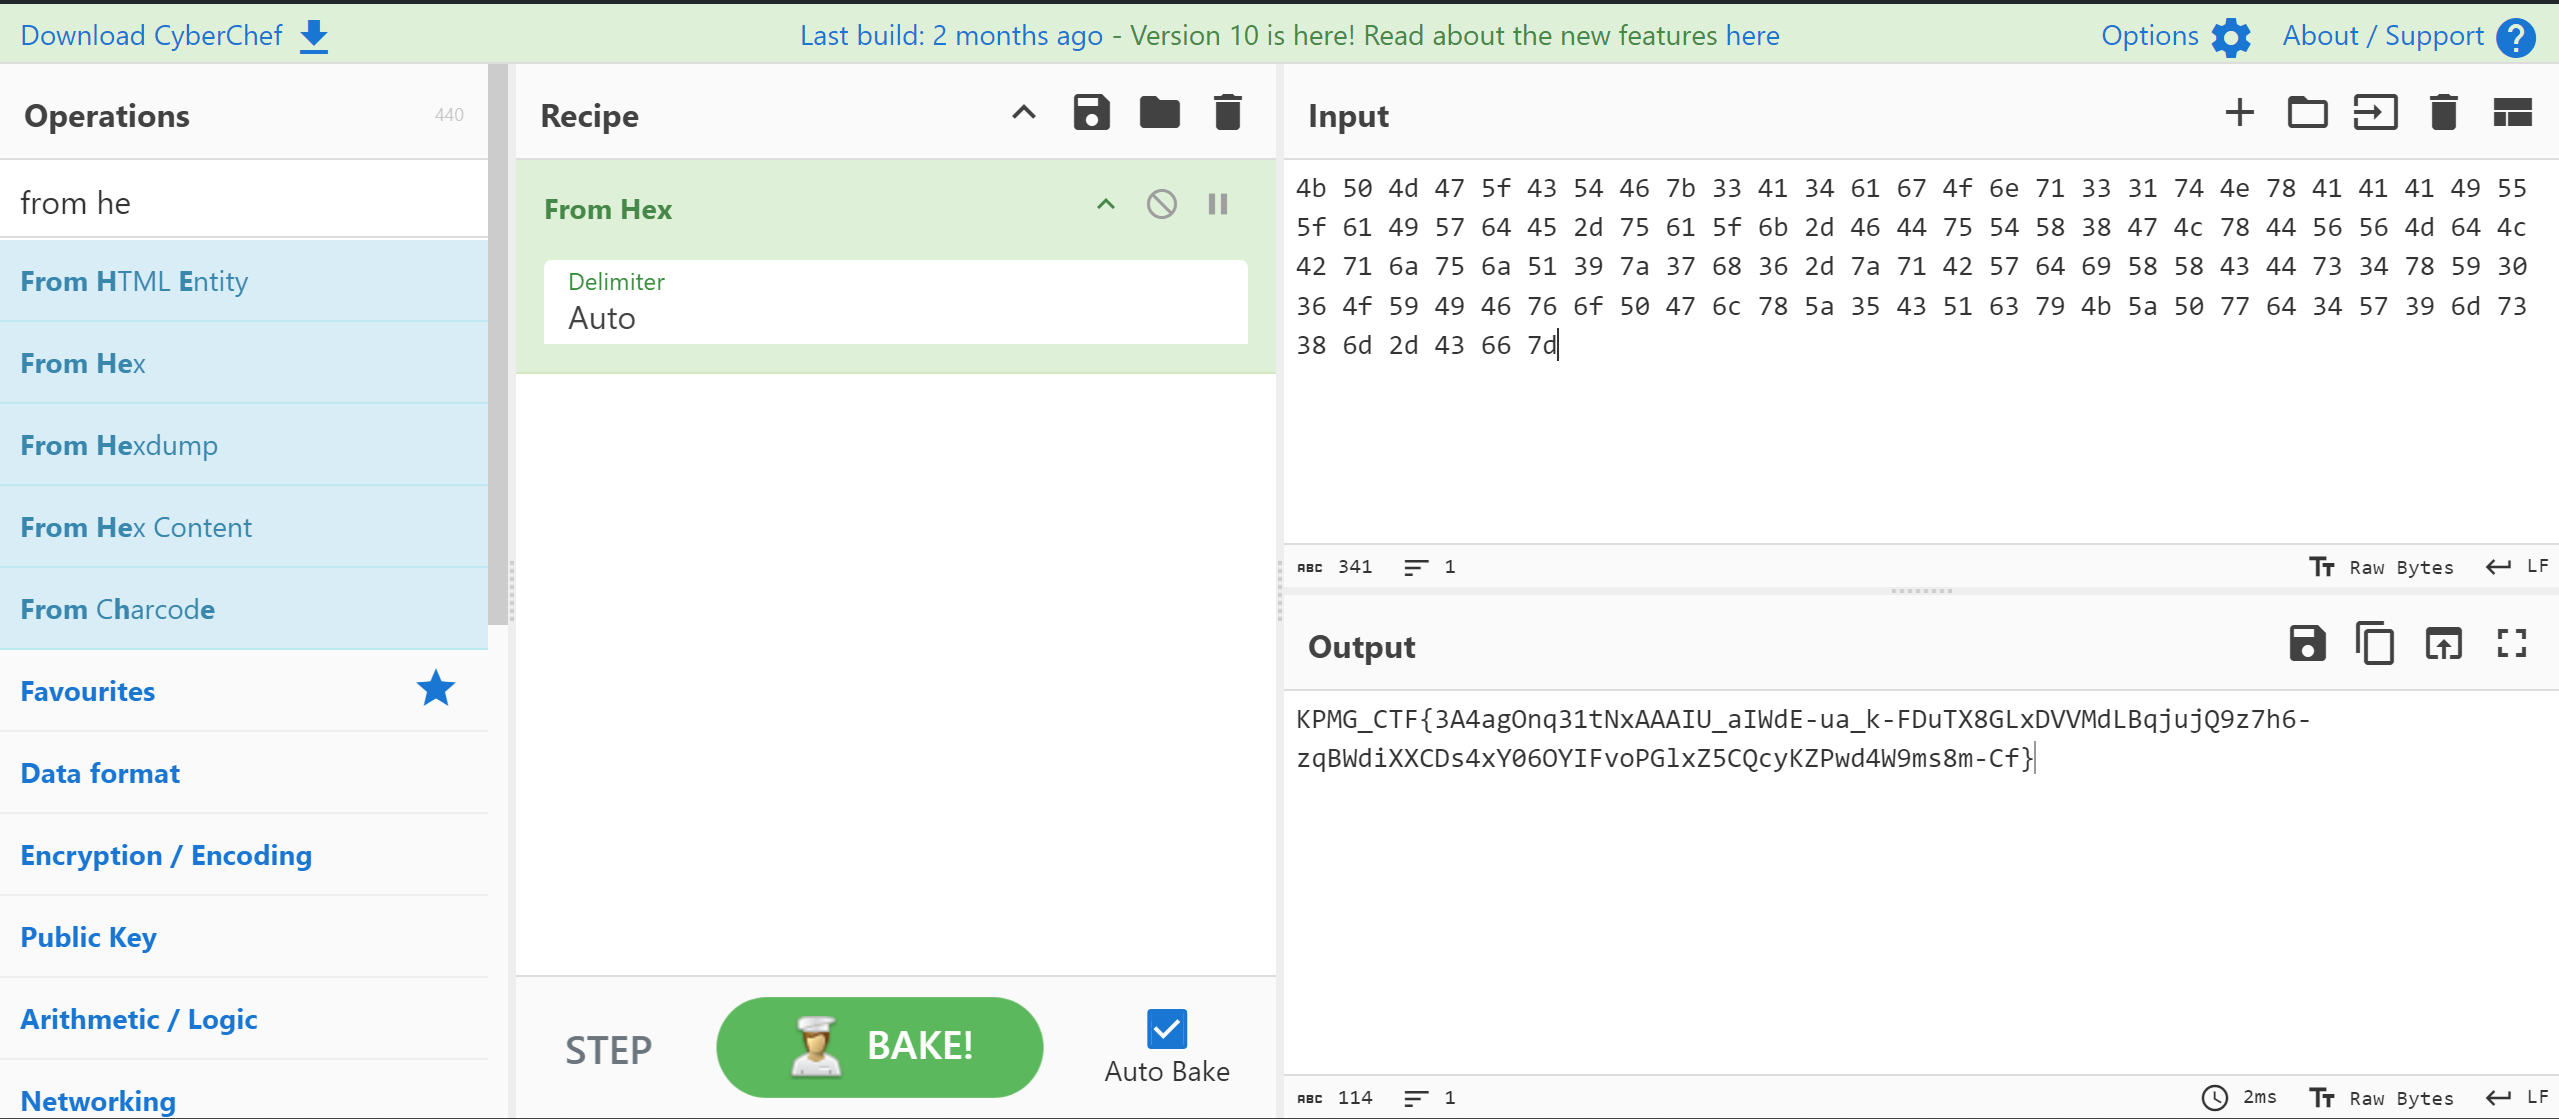 Download CyberChef
Last build: 2 months ago - Version 10 is here! Read about the new features here
Options
About / Support
Operations
440
from he
From HTML Entity
From Hex
From Hexdump
From Hex Content
From Charcode
Favourites
Data format
Encryption / Encoding
Public Key
Arithmetic / Logic
Networking
Recipe
From Hex
Delimiter
Auto
STEP
BAKE!
Auto Bake
Input
4b 50 4d 47 5f 43 54 46 7b 33 41 34 61 67 4f 6e 71 33 31 74 4e 78 41 41 41 49 55
5f 61 49 57 64 45 2d 75 61 5f 6b 2d 46 44 75 54 58 38 47 4c 78 44 56 56 4d 64 4c
42 71 6a 75 6a 51 39 7a 37 68 36 2d 7a 71 42 57 64 69 58 58 43 44 73 34 78 59 30
36 4f 59 49 46 76 6f 50 47 6c 78 5a 35 43 51 63 79 4b 5a 50 77 64 34 57 39 6d 73
38 6d 2d 43 66 7d
ABC 341
1
Raw Bytes
LF
Output
KPMG_CTF{3A4agOnq31tNxAAAIU_aIWdE-ua_k-FDuTX8GLxDVVMdLBqjujQ9z7h6-
zqBWdiXXCDs4xY06OYIFvoPGlxZ5CQcyKZPwd4W9ms8m-Cf}
ABC 114
1
2ms
Raw Bytes
LF